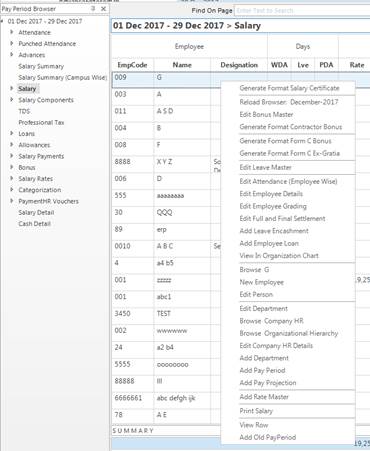 Pay Period Browser
01 Dec 2017 - 29 Dec 2017
Attendance
Punched Attendance
Advances
Salary Summary
Salary Summary (Campus Wise)
Salary
Salary Components
TDS
Professional Tax
Loans
Allowances
Salary Payments
Bonus
Salary Rates
Categorization
PaymentHR Vouchers
Salary Detail
Cash Detail
Find On Page Enter Text to Search
01 Dec 2017 - 29 Dec 2017 > Salary
Employee Days
EmpCode Name Designation WDA Lve PDA Rate
009 G
003 A
011 A S D
004 B
008 F
8888 X Y Z So
006 D
555 aaaaaaaa
30 QQQ
89 erp
0010 A B C Se
4 a4 b5
001 zzzzz
001 abc1
3450 TEST
002 wwwwww
24 a2 b4
5555 oooooooo
88888 lll
6666661 abc defgh ijk
78 A E
SUMMARY
Generate Format Salary Certificate
Reload Browser: December-2017
Edit Bonus Master
Generate Format Contractor Bonus
Generate Format Form C Bonus
Generate Format Form C Ex-Gratia
Edit Leave Master
Edit Attendance (Employee Wise)
Edit Employee Details
Edit Employee Grading
Edit Full and Final Settlement
Add Leave Encashment
Add Employee Loan
View In Organization Chart
Browse G
New Employee
Edit Person
Edit Department
Browse Company HR
Browse Organizational Hierarchy
Edit Company HR Details
Add Department
Add Pay Period
Add Pay Projection
Add Rate Master
Print Salary
View Row
Add Old PayPeriod